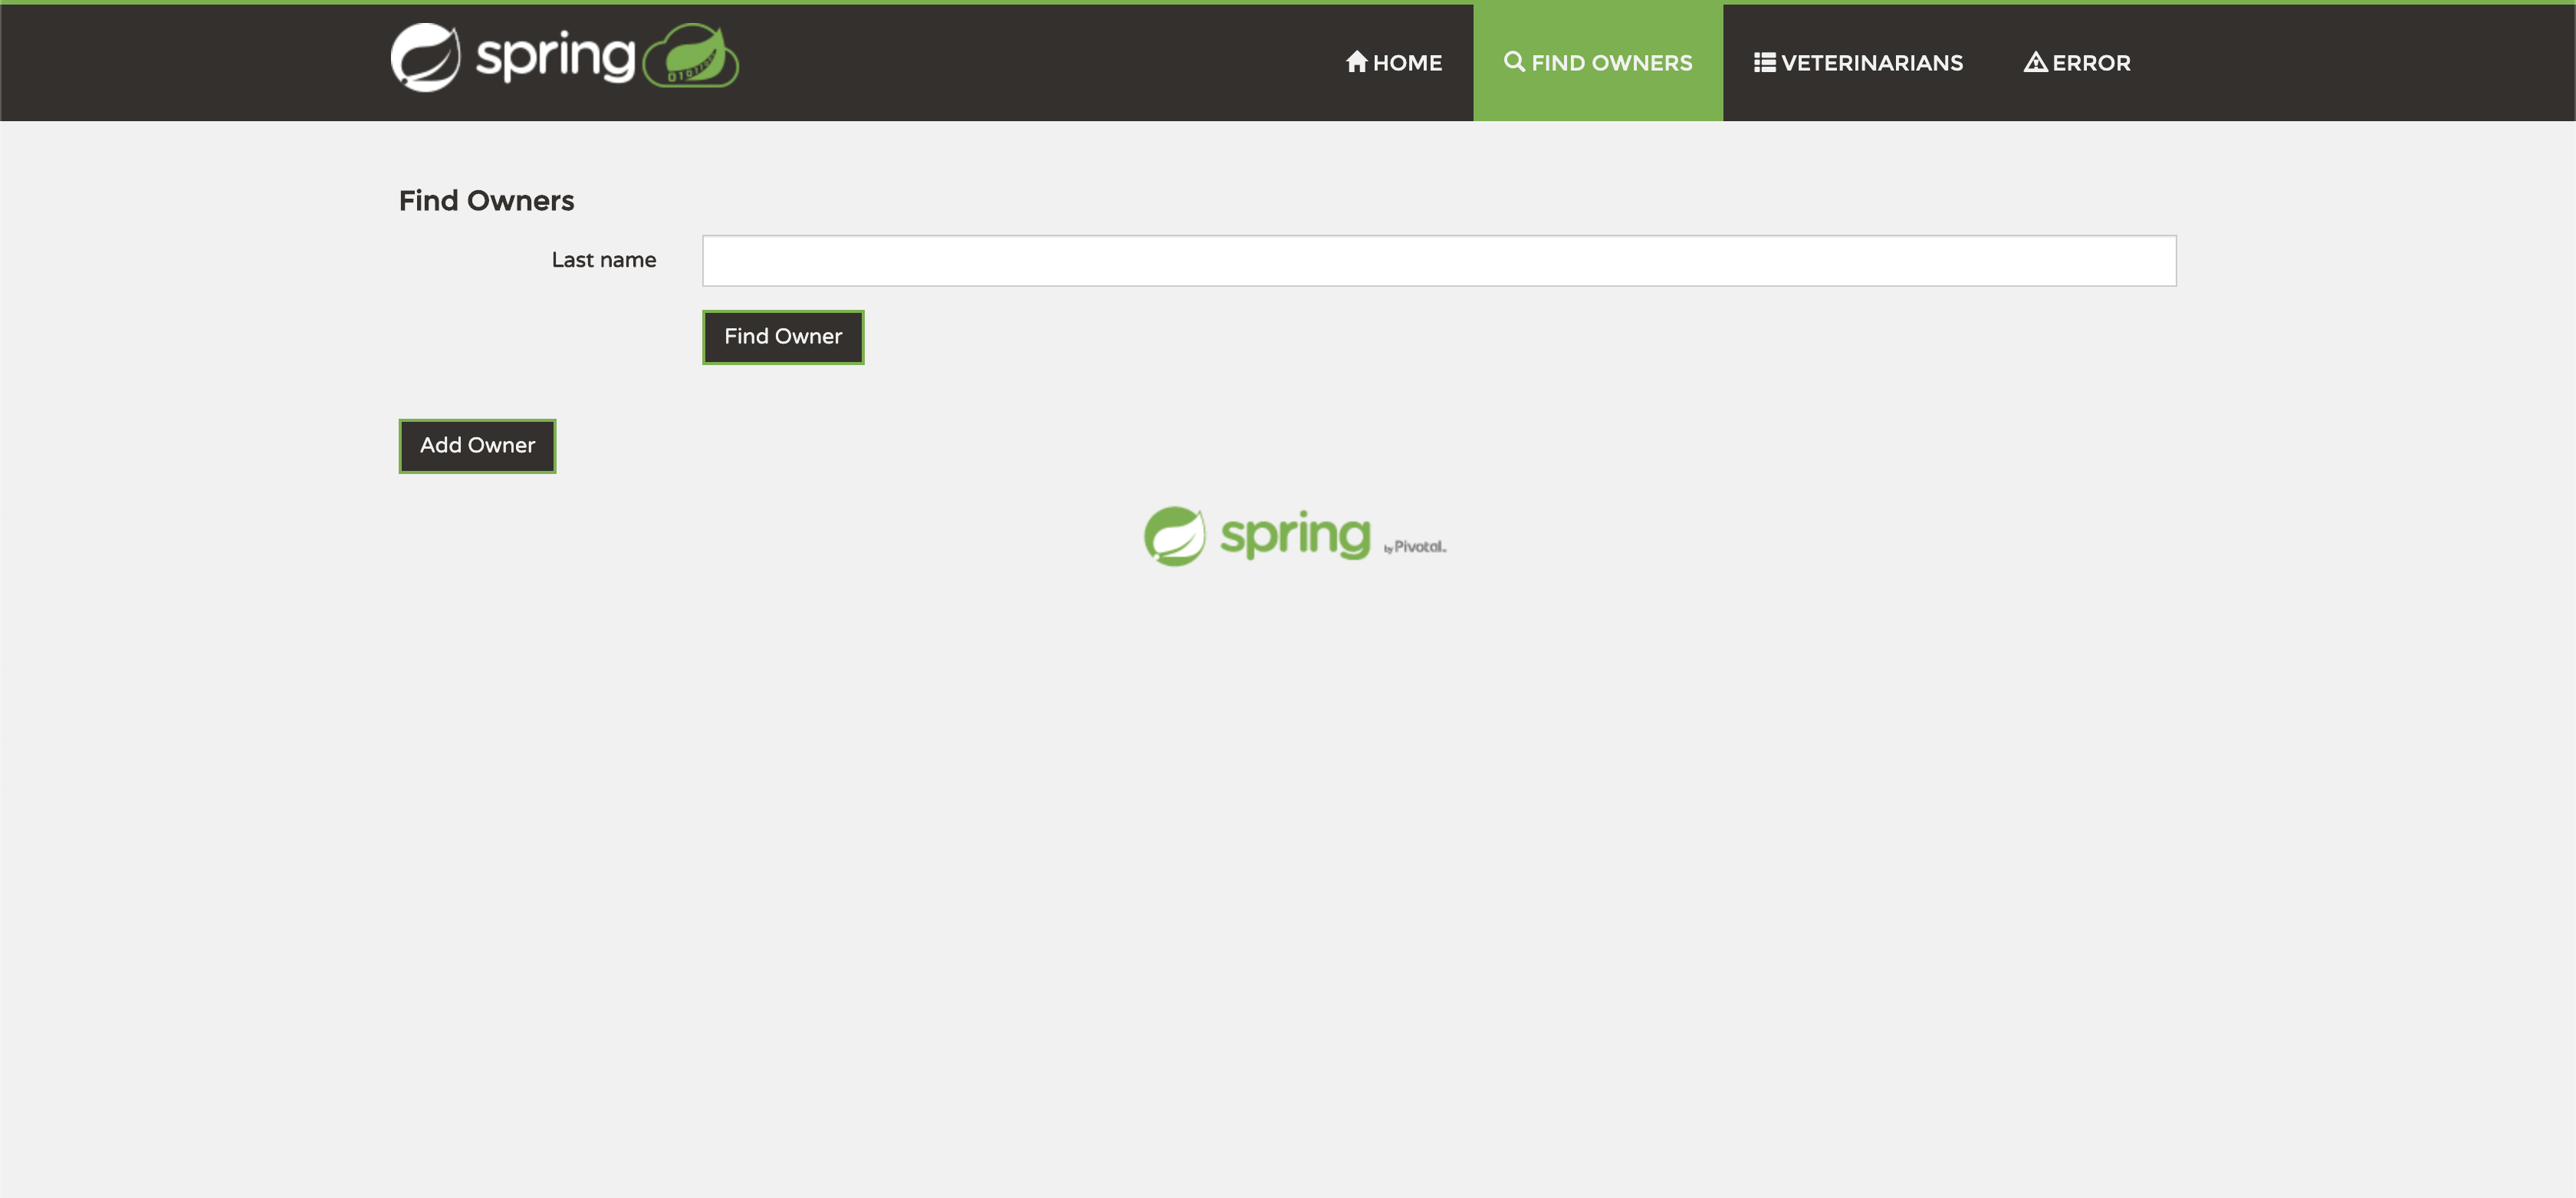 spring
HOME
FIND OWNERS
VETERINARIANS
ERROR
Find Owners
Last name
Find Owner
Add Owner
spring by Pivotal